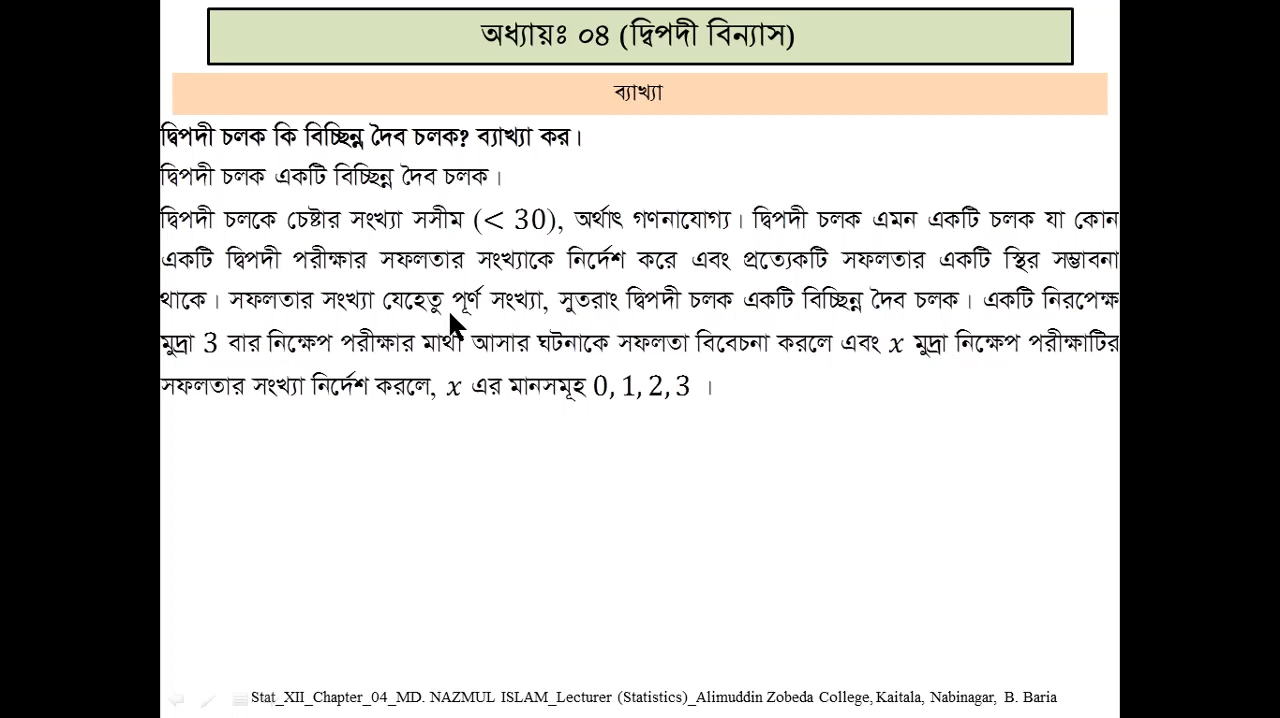 অধ্যায়ঃ ০৪ (দ্বিপদী বিন্যাস)
ব্যাখ্যা
দ্বিপদী চলক কি বিচ্ছিন্ন দৈব চলক? ব্যাখ্যা কর।
দ্বিপদী চলক একটি বিচ্ছিন্ন দৈব চলক।
দ্বিপদী চলকে চেষ্টার সংখ্যা সসীম (< 30), অর্থাৎ গণনাযোগ্য। দ্বিপদী চলক এমন একটি চলক যা কোন
একটি দ্বিপদী পরীক্ষার সফলতার সংখ্যাকে নির্দেশ করে এবং প্রত্যেকটি সফলতার একটি স্থির সম্ভাবনা
থাকে। সফলতার সংখ্যা যেহেতু পূর্ণ সংখ্যা, সুতরাং দ্বিপদী চলক একটি বিচ্ছিন্ন দৈব চলক। একটি নিরপেক্ষ
মুদ্রা 3 বার নিক্ষেপ পরীক্ষার মাথা আসার ঘটনাকে সফলতা বিবেচনা করলে এবং x মুদ্রা নিক্ষেপ পরীক্ষাটির
সফলতার সংখ্যা নির্দেশ করলে, x এর মানসমূহ 0, 1, 2, 3 ।
Stat_XII_Chapter_04_MD. NAZMUL ISLAM_Lecturer (Statistics)_Alimuddin Zobeda College, Kaitala, Nabinagar, B. Baria